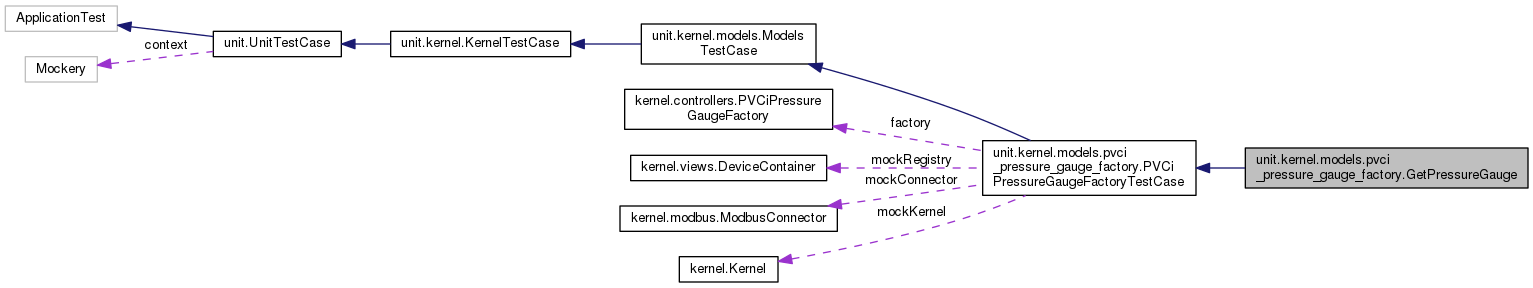 ApplicationTest
Mockery
context
unit.UnitTestCase
unit.kernel.KernelTestCase
unit.kernel.models.Models
TestCase
kernel.controllers.PVCiPressure
GaugeFactory
factory
kernel.views.DeviceContainer
mockRegistry
mockConnector
kernel.modbus.ModbusConnector
mockKernel
kernel.Kernel
unit.kernel.models.pvci
_pressure_gauge_factory.PVCi
PressureGaugeFactoryTestCase
unit.kernel.models.pvci
_pressure_gauge_factory.GetPressureGauge